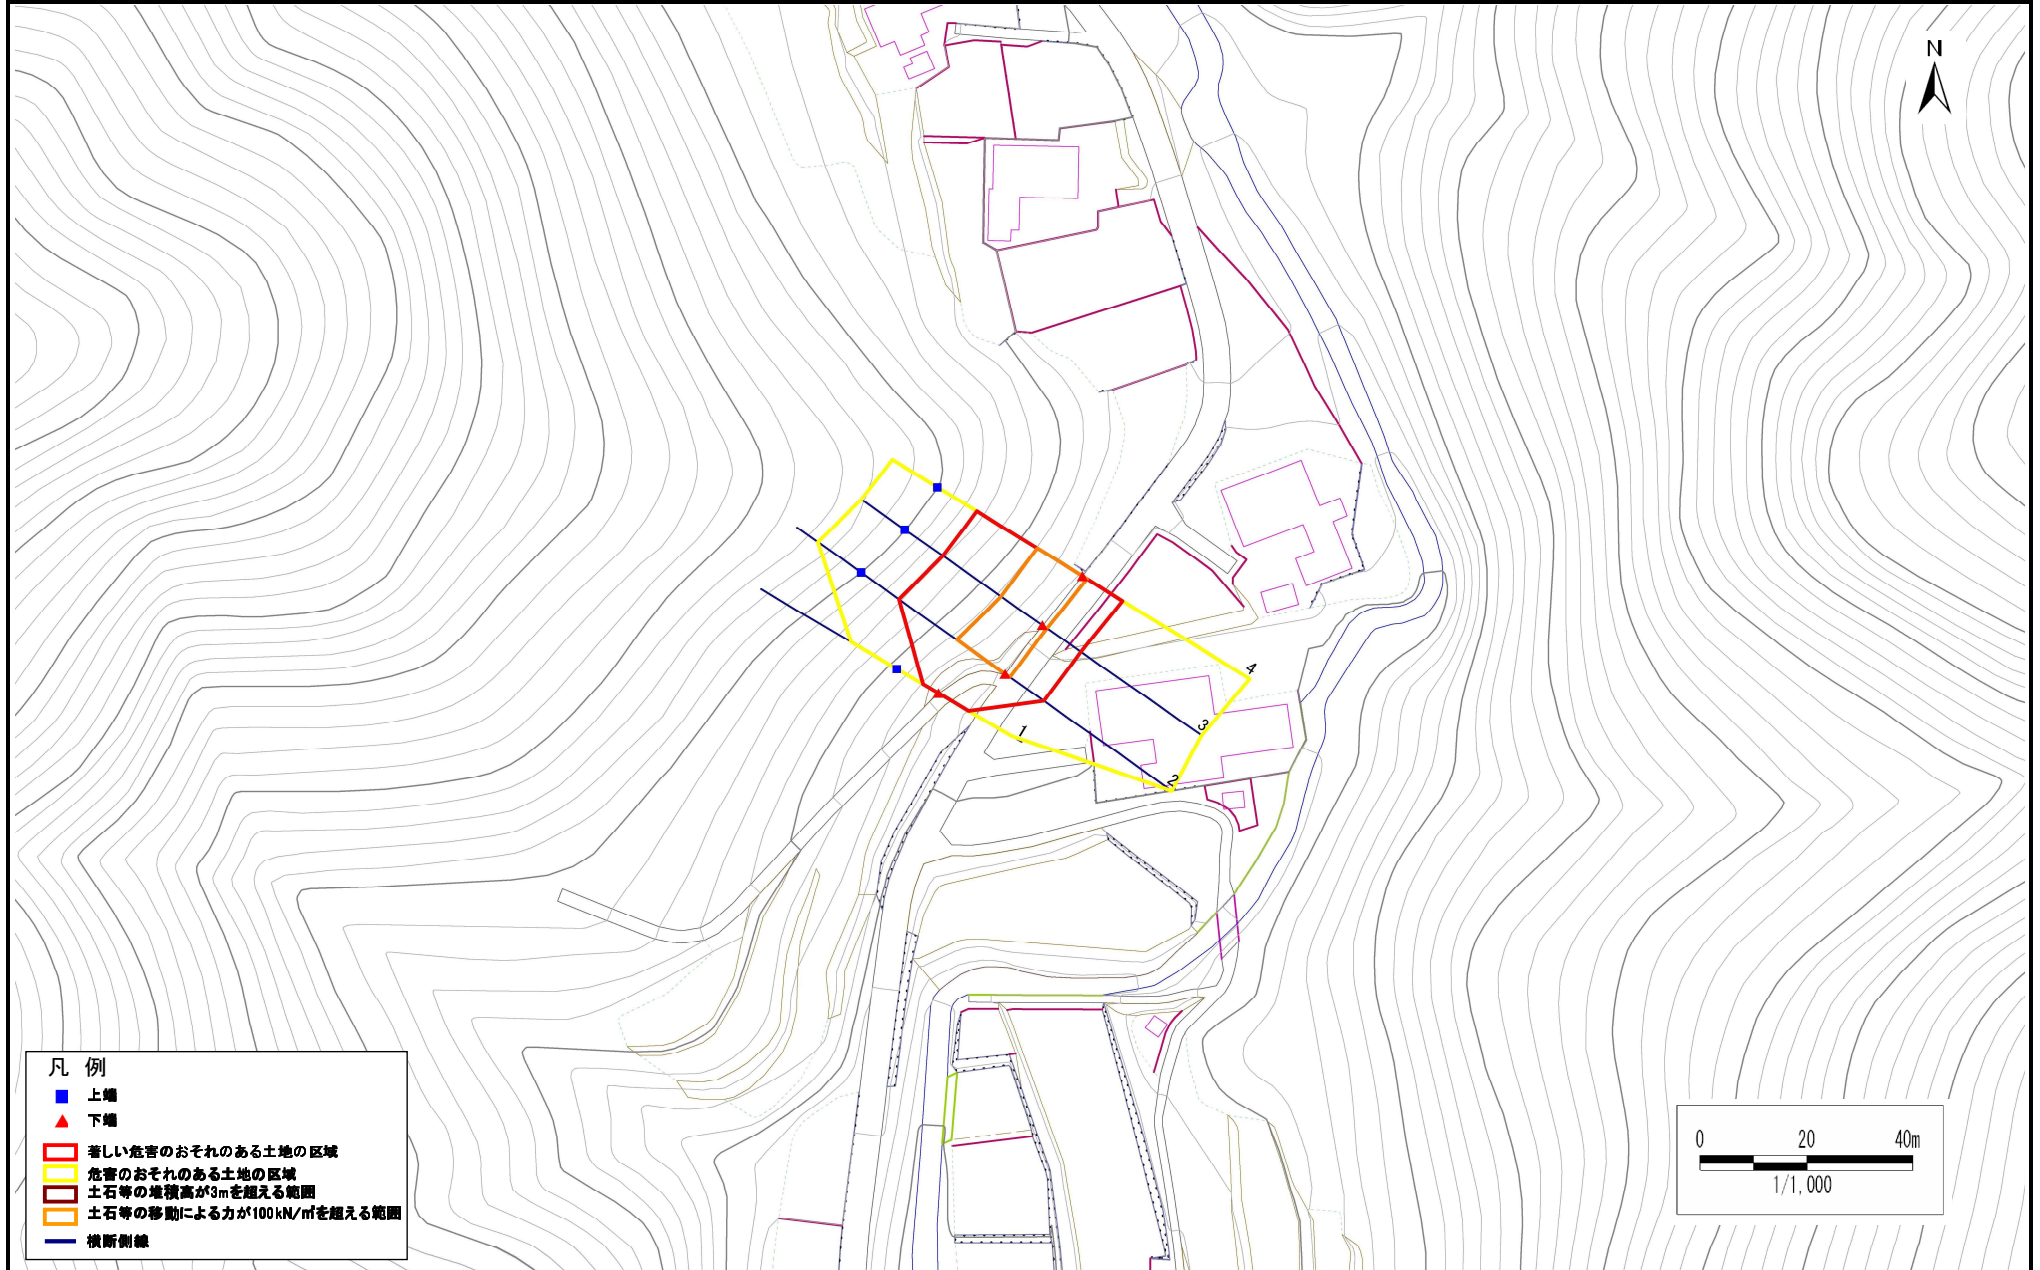 N
4
3
1
2
凡 例
上端
下端
著しい危害のおそれのある土地の区域
危害のおそれのある土地の区域
土石等の堆積高が3mを超える範囲
土石等の移動による力が100kN/㎡を超える範囲
横断側線
0 20 40m
1/1,000